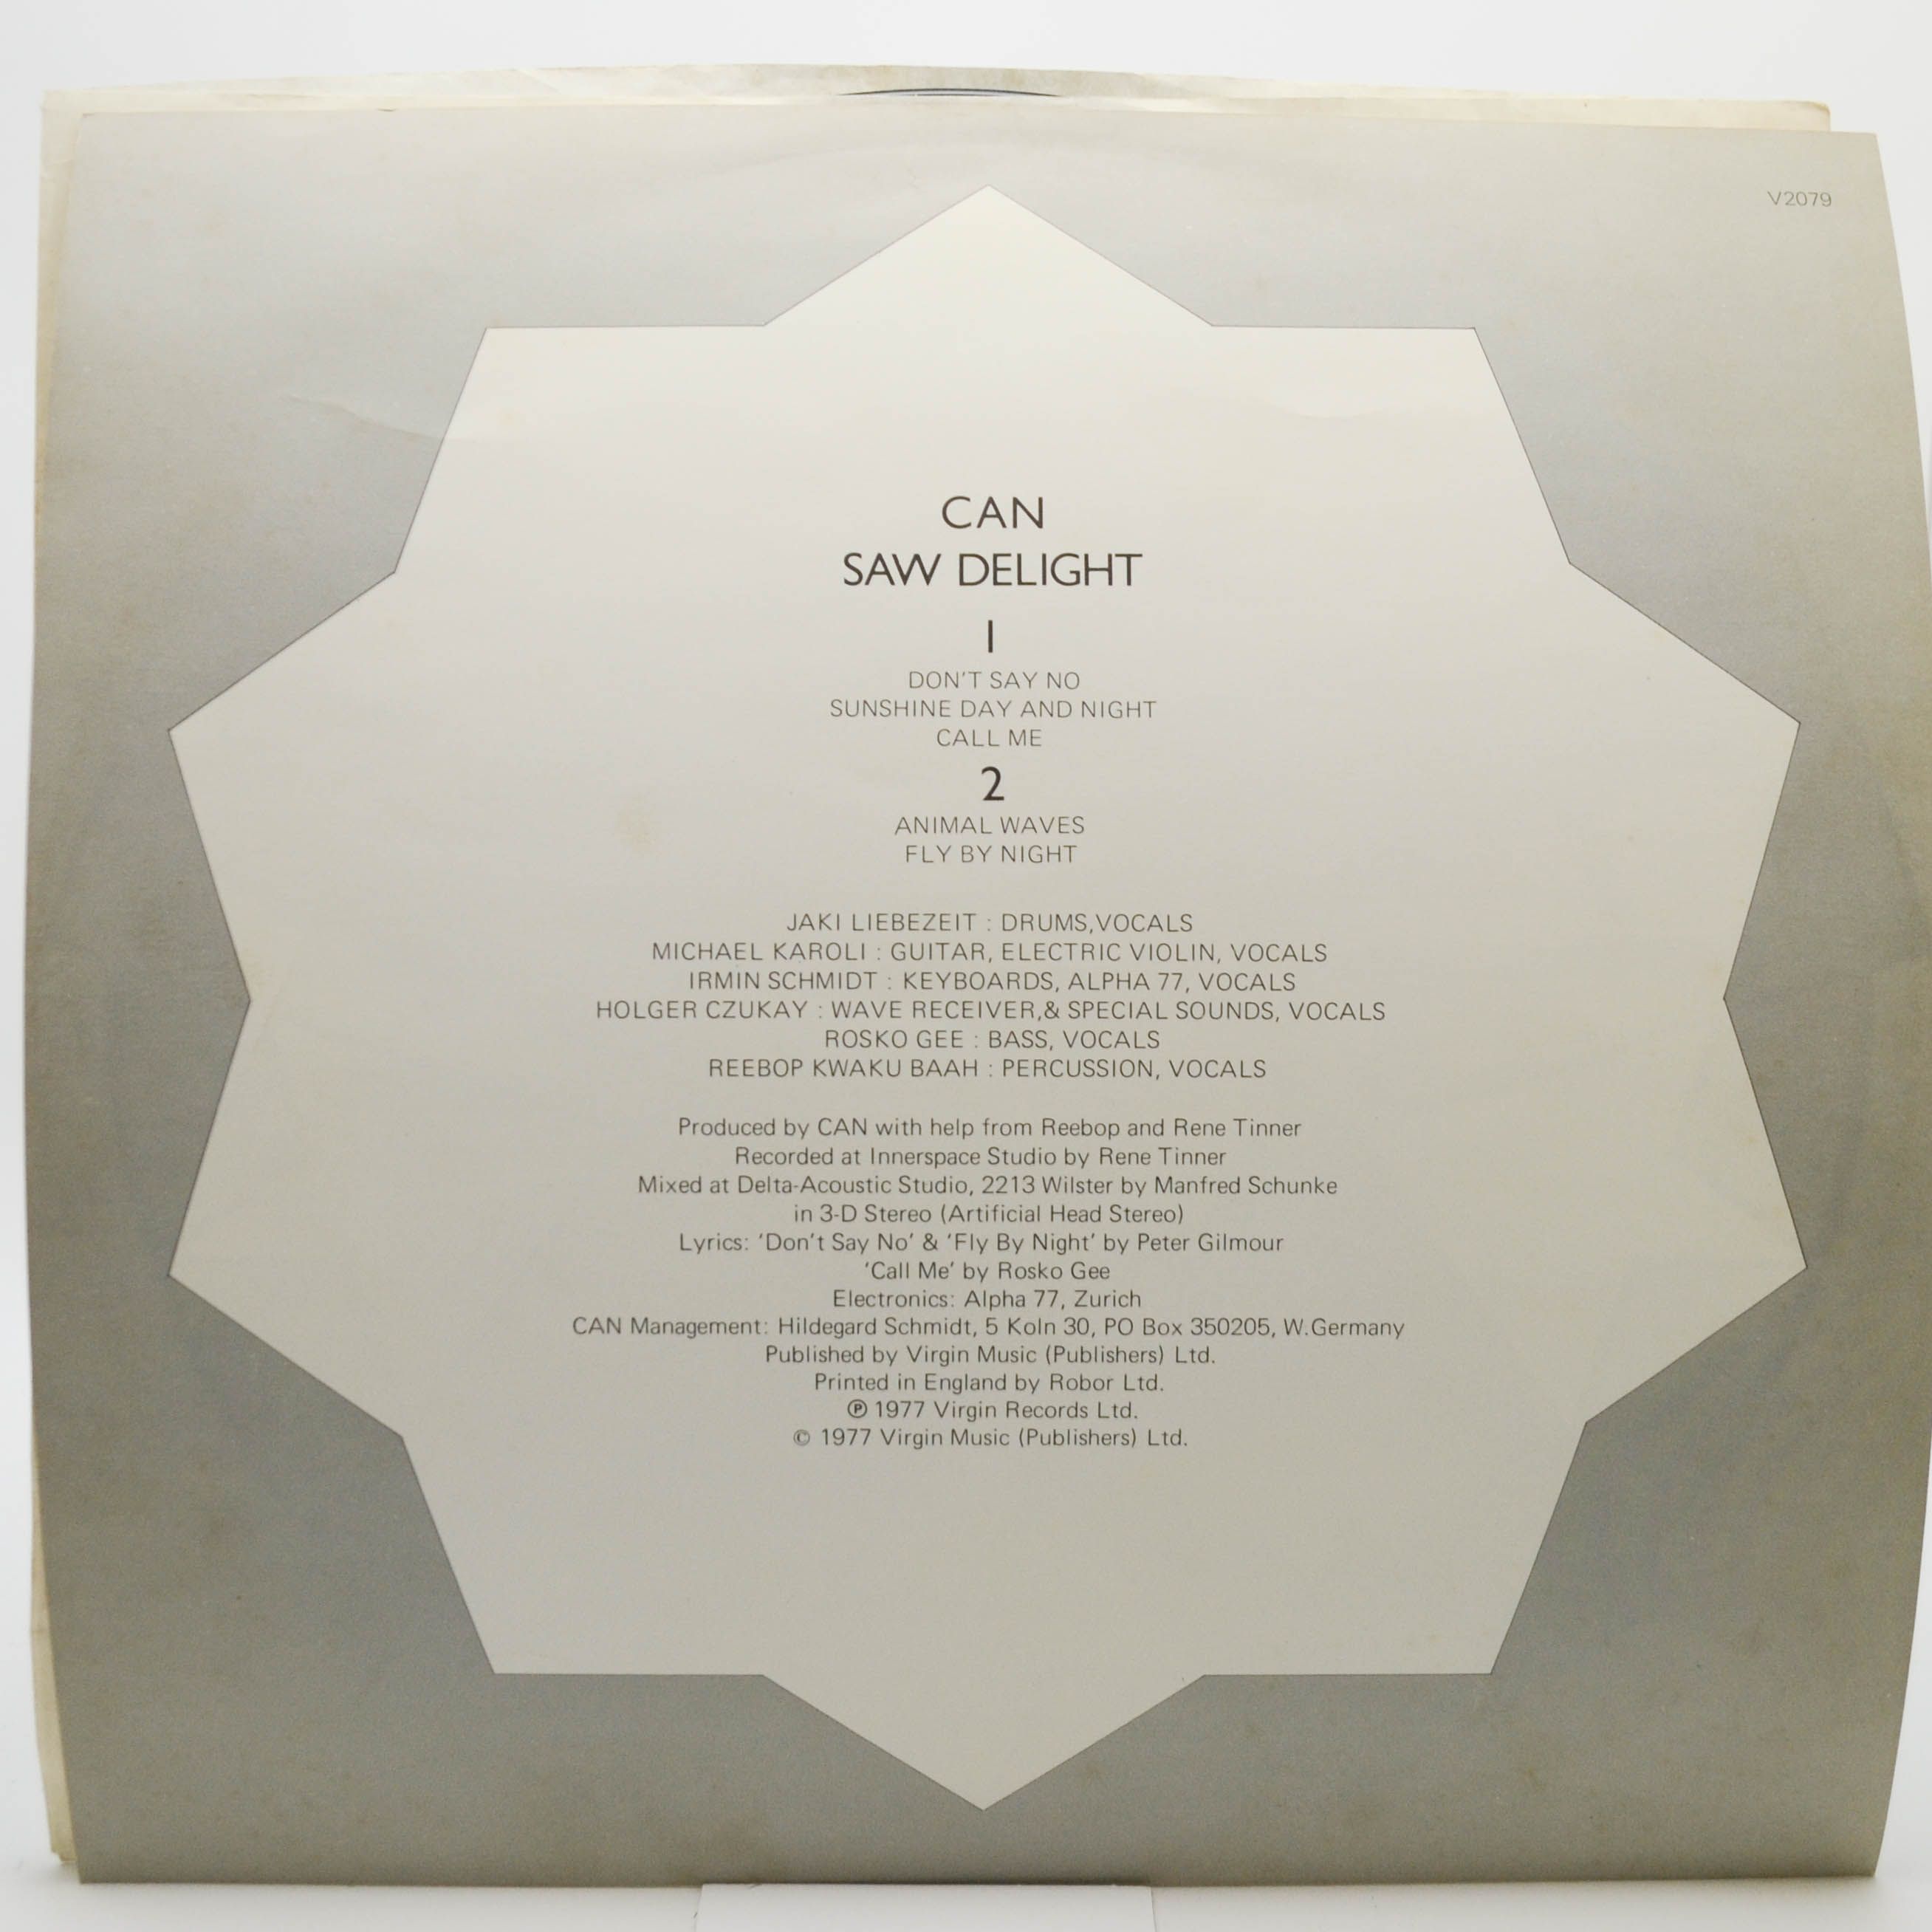 V2079
CAN
SAW DELIGHT
1
DON'T SAY NO
SUNSHINE DAY AND NIGHT
CALL ME
2
ANIMAL WAVES
FLY BY NIGHT
JAKI LIEBEZEIT : DRUMS,VOCALS
MICHAEL KAROLI : GUITAR, ELECTRIC VIOLIN, VOCALS
IRMIN SCHMIDT : KEYBOARDS, ALPHA 77, VOCALS
HOLGER CZUKAY : WAVE RECEIVER,& SPECIAL SOUNDS, VOCALS
ROSKO GEE : BASS, VOCALS
REEBOP KWAKU BAAH : PERCUSSION, VOCALS
Produced by CAN with help from Reebop and Rene Tinner
Recorded at Innerspace Studio by Rene Tinner
Mixed at Delta-Acoustic Studio, 2213 Wilster by Manfred Schunke
in 3-D Stereo (Artificial Head Stereo)
Lyrics: ‘Don't Say No’ & ‘Fly By Night’ by Peter Gilmour
‘Call Me’ by Rosko Gee
Electronics: Alpha 77, Zurich
CAN Management: Hildegard Schmidt, 5 Koln 30, PO Box 350205, W.Germany
Published by Virgin Music (Publishers) Ltd.
Printed in England by Robor Ltd.
℗ 1977 Virgin Records Ltd.
© 1977 Virgin Music (Publishers) Ltd.